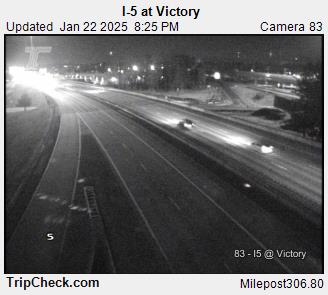 I-5 at Victory
Updated  Jan 22 2025  8:25 PM
Camera 83
S
83 - I5 @ Victory
TripCheck.com
Milepost306.80